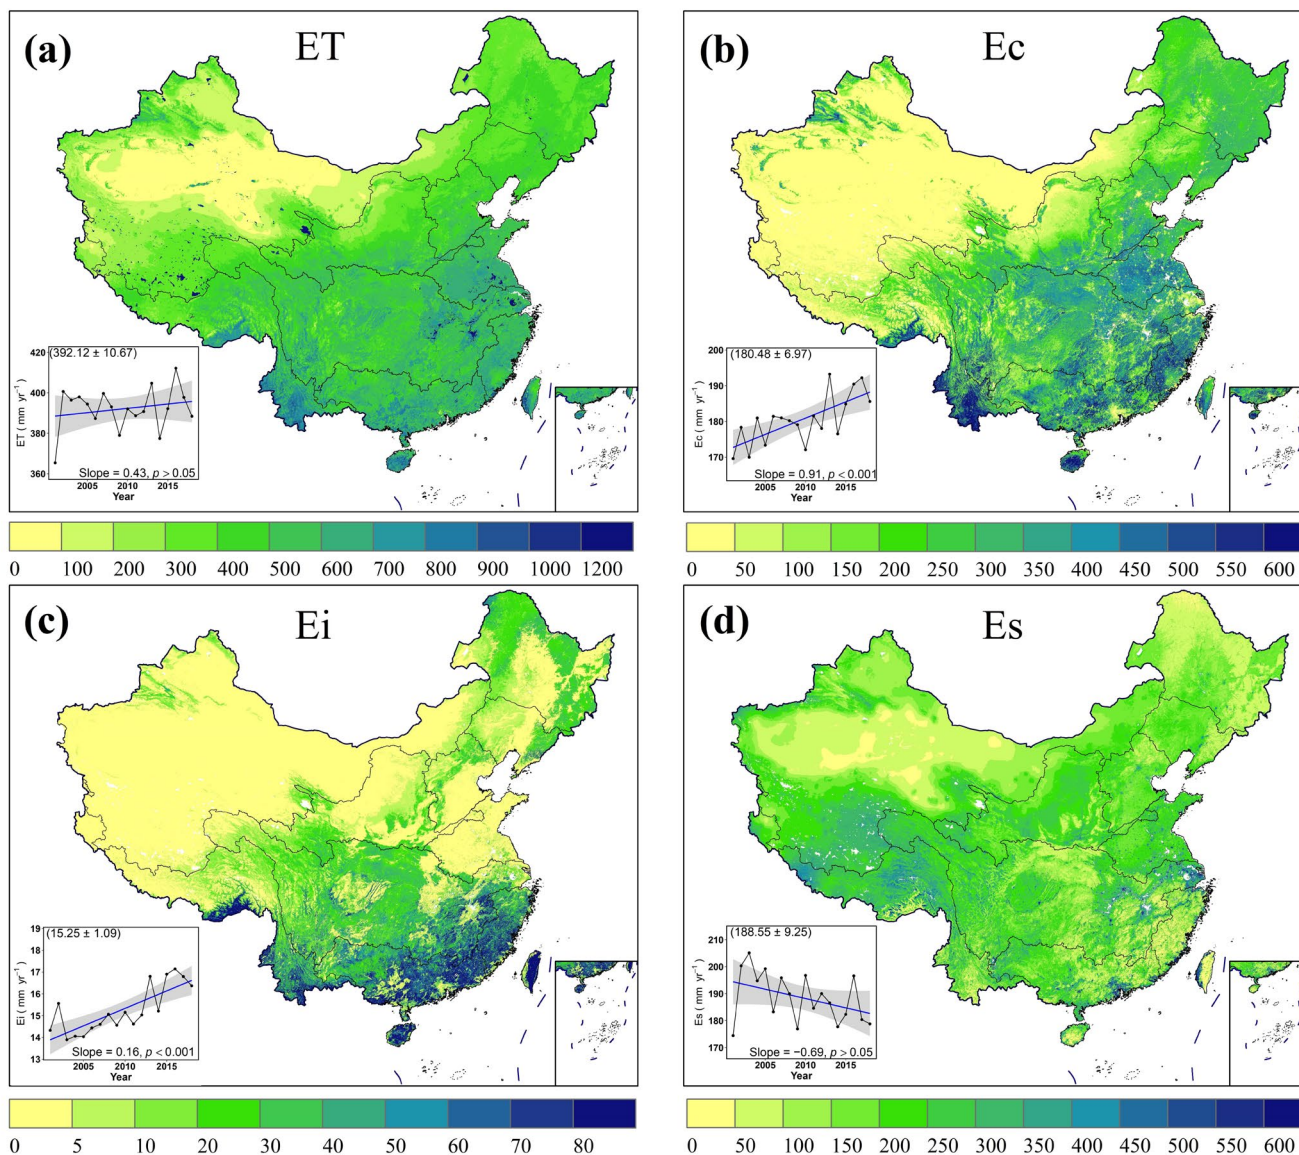 (a) ET
(392.12 ± 10.67)
420
400
380
360
ET ( mm yr⁻¹)
Slope = 0.43, p > 0.05
2005 2010 2015
Year
0 100 200 300 400 500 600 700 800 900 1000 1200
(b) Ec
(180.48 ± 6.97)
200
190
180
170
Ec ( mm yr⁻¹)
Slope = 0.91, p < 0.001
2005 2010 2015
Year
0 50 100 150 200 250 300 350 400 450 500 550 600
(c) Ei
(15.25 ± 1.09)
19
18
17
16
15
14
13
Ei ( mm yr⁻¹)
Slope = 0.16, p < 0.001
2005 2010 2015
Year
0 5 10 20 30 40 50 60 70 80
(d) Es
(188.55 ± 9.25)
210
200
190
180
170
Es ( mm yr⁻¹)
Slope = −0.69, p > 0.05
2005 2010 2015
Year
0 50 100 150 200 250 300 350 400 450 500 550 600